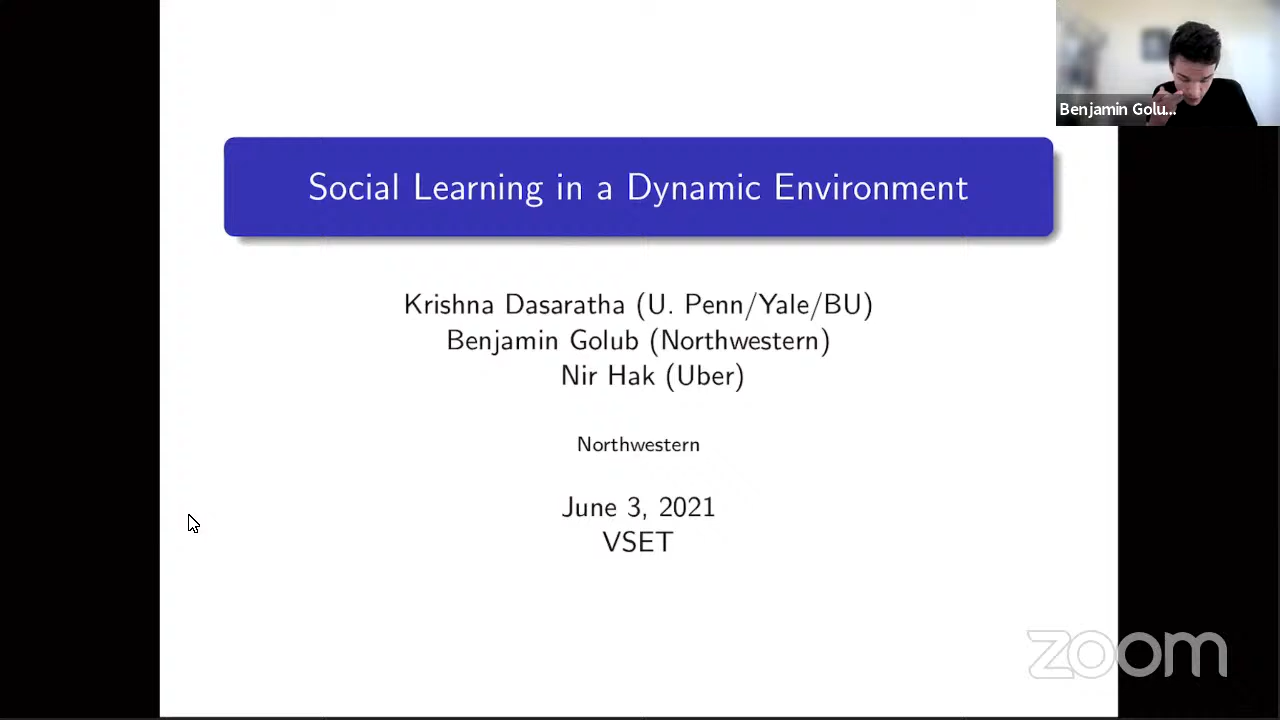 Benjamin Golu...
Social Learning in a Dynamic Environment
Krishna Dasaratha (U. Penn/Yale/BU)
Benjamin Golub (Northwestern)
Nir Hak (Uber)
Northwestern
June 3, 2021
VSET
zoom